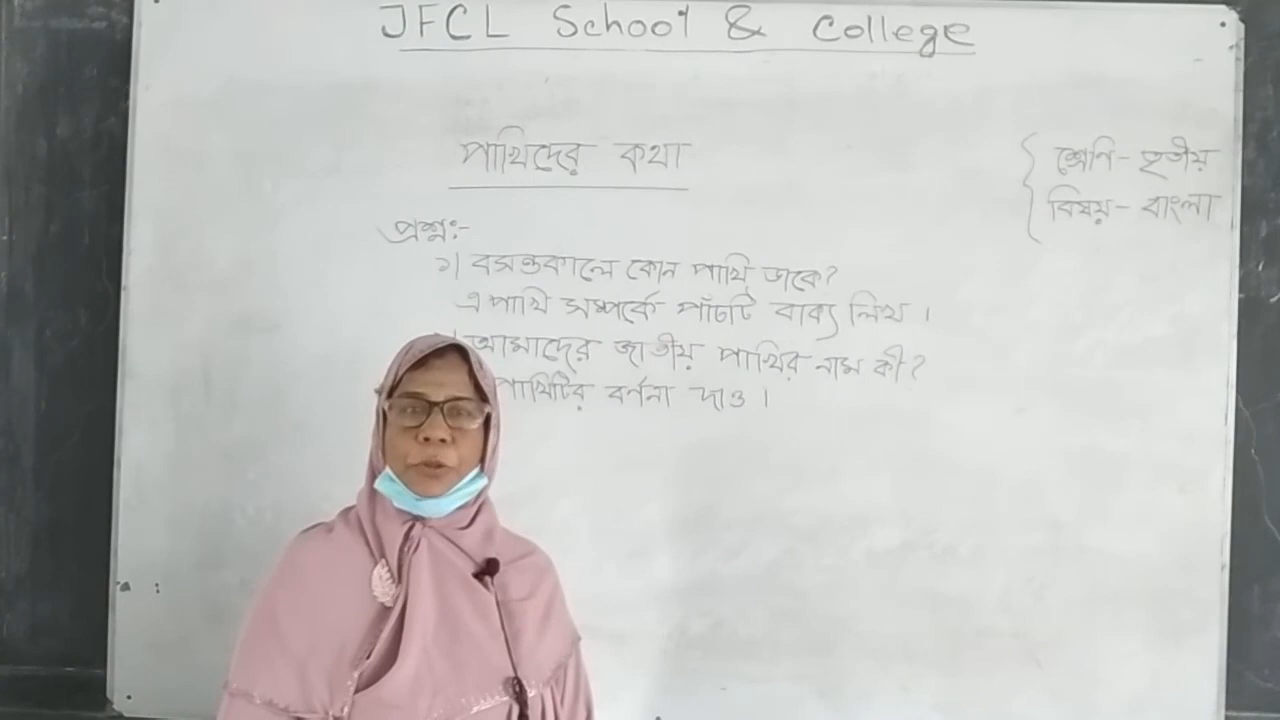 JFCL School & College
পাখিদের কথা
শ্রেণি - তৃতীয়
বিষয় - বাংলা
প্রশ্ন:-
১। বসন্তকালে কোন পাখি ডাকে?
এ পাখি সম্পর্কে পাঁচটি বাক্য লিখ ।
আমাদের জাতীয় পাখির নাম কী?
পাখিটির বর্ণনা দাও ।